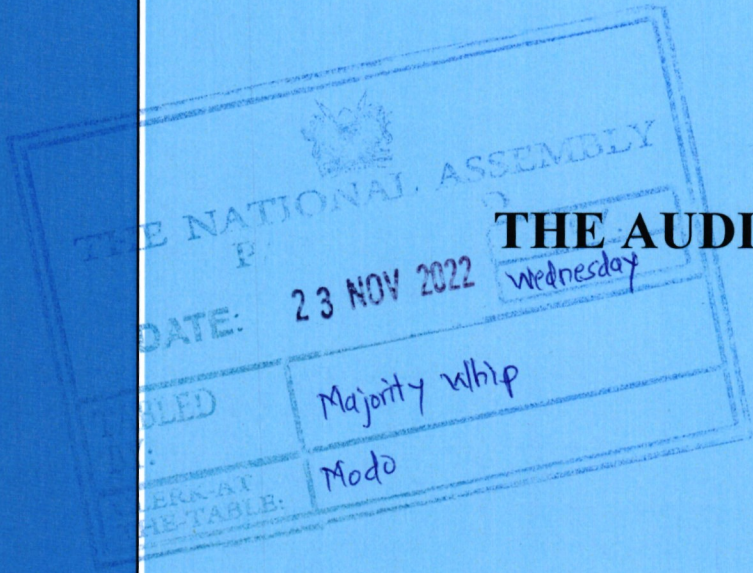 THE NATIONAL ASSEMBLY
THE AUDI
DATE: 23 NOV 2022 Wednesday
TABLED BY: Majority Whip
CLERK-AT THE-TABLE: Modo